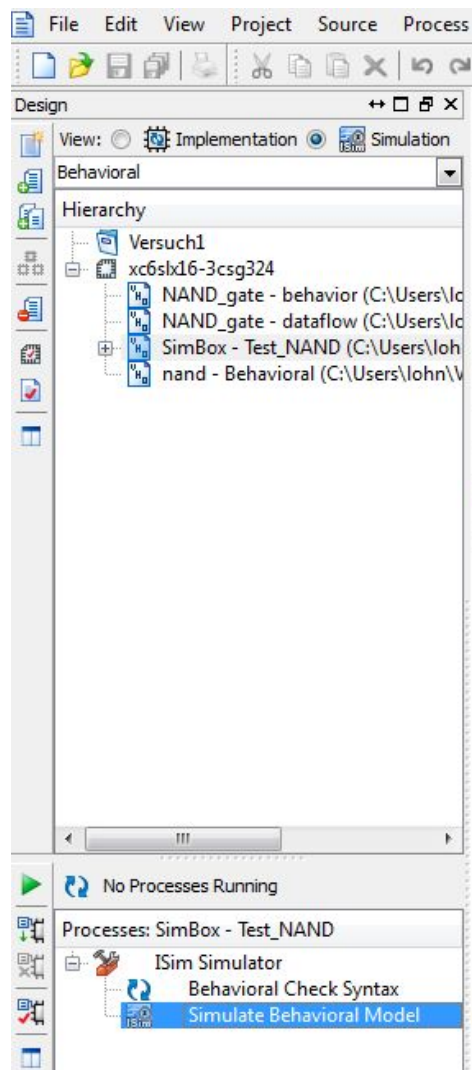 File Edit View Project Source Process
Design
View: Implementation Simulation
Behavioral
Hierarchy
Versuch1
xc6slx16-3csg324
NAND_gate - behavior (C:\Users\lc
NAND_gate - dataflow (C:\Users\lc
SimBox - Test_NAND (C:\Users\loh
nand - Behavioral (C:\Users\lohn\V
No Processes Running
Processes: SimBox - Test_NAND
ISim Simulator
Behavioral Check Syntax
Simulate Behavioral Model